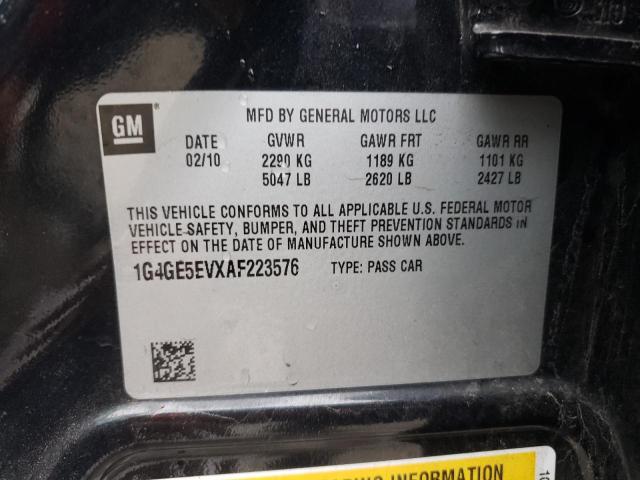 GM ® MFD BY GENERAL MOTORS LLC
DATE GVWR GAWR FRT GAWR RR
02/10 2290 KG 1189 KG 1101 KG
5047 LB 2620 LB 2427 LB
THIS VEHICLE CONFORMS TO ALL APPLICABLE U.S. FEDERAL MOTOR
VEHICLE SAFETY, BUMPER, AND THEFT PREVENTION STANDARDS IN
EFFECT ON THE DATE OF MANUFACTURE SHOWN ABOVE.
1G4GE5EVXAF223576 TYPE: PASS CAR
INFORMATION